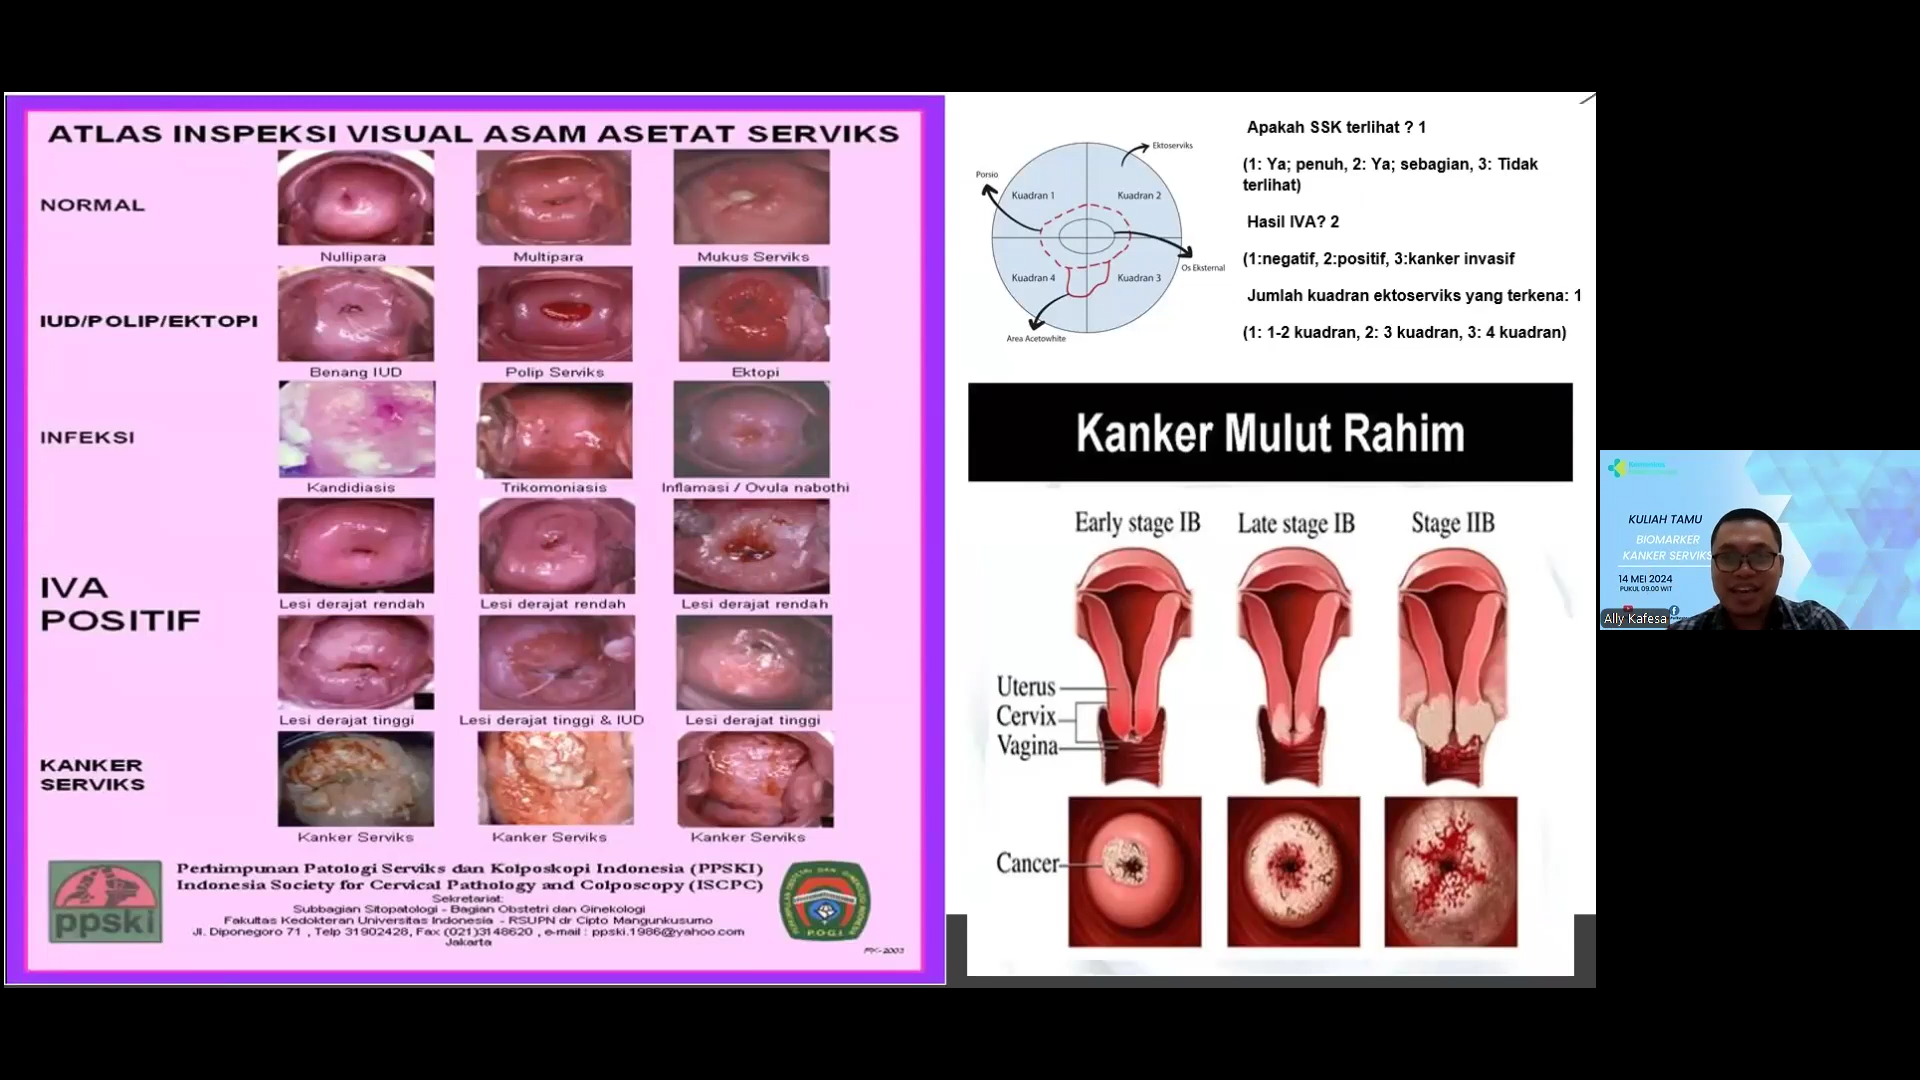 ATLAS INSPEKSI VISUAL ASAM ASETAT SERVIKS
NORMAL
Nullipara
Multipara
Mukus Serviks
IUD/POLIP/EKTOPI
Benang IUD
Polip Serviks
Ektopi
INFEKSI
Kandidiasis
Trikomoniasis
Inflamasi / Ovula nabothi
IVA
POSITIF
Lesi derajat rendah
Lesi derajat rendah
Lesi derajat rendah
Lesi derajat tinggi
Lesi derajat tinggi & IUD
Lesi derajat tinggi
KANKER
SERVIKS
Kanker Serviks
Kanker Serviks
Kanker Serviks
ppski
Perhimpunan Patologi Serviks dan Kolposkopi Indonesia (PPSKI)
Indonesia Society for Cervical Pathology and Colposcopy (ISCPC)
Sekretariat:
Subbagian Sitopatologi - Bagian Obstetri dan Ginekologi
Fakultas Kedokteran Universitas Indonesia - RSUPN dr Cipto Mangunkusumo
Jl. Diponegoro 71 , Telp 31902428, Fax (021)3148620 , e-mail : ppski.1986@yahoo.com
Jakarta
P.O.G.I.
Ektoserviks
Porsio
Kuadran 1
Kuadran 2
Kuadran 4
Kuadran 3
Os Eksternal
Area Acetowhite
Apakah SSK terlihat ? 1
(1: Ya; penuh, 2: Ya; sebagian, 3: Tidak
terlihat)
Hasil IVA? 2
(1:negatif, 2:positif, 3:kanker invasif
Jumlah kuadran ektoserviks yang terkena: 1
(1: 1-2 kuadran, 2: 3 kuadran, 3: 4 kuadran)
Kanker Mulut Rahim
Early stage IB
Late stage IB
Stage IIB
Uterus
Cervix
Vagina
Cancer
KULIAH TAMU
BIOMARKER
KANKER SERVIKS
14 MEI 2024
PUKUL 09.00 WIT
Ally Kafesa